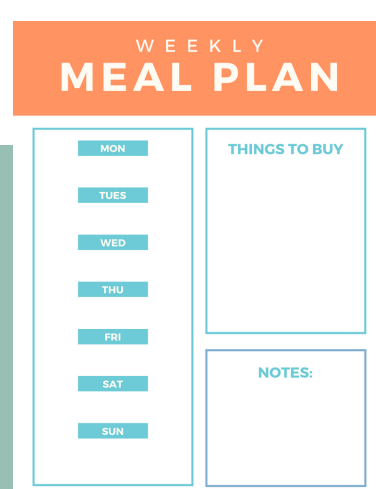 WEEKLY
MEAL PLAN
MON
TUES
WED
THU
FRI
SAT
SUN
THINGS TO BUY
NOTES: